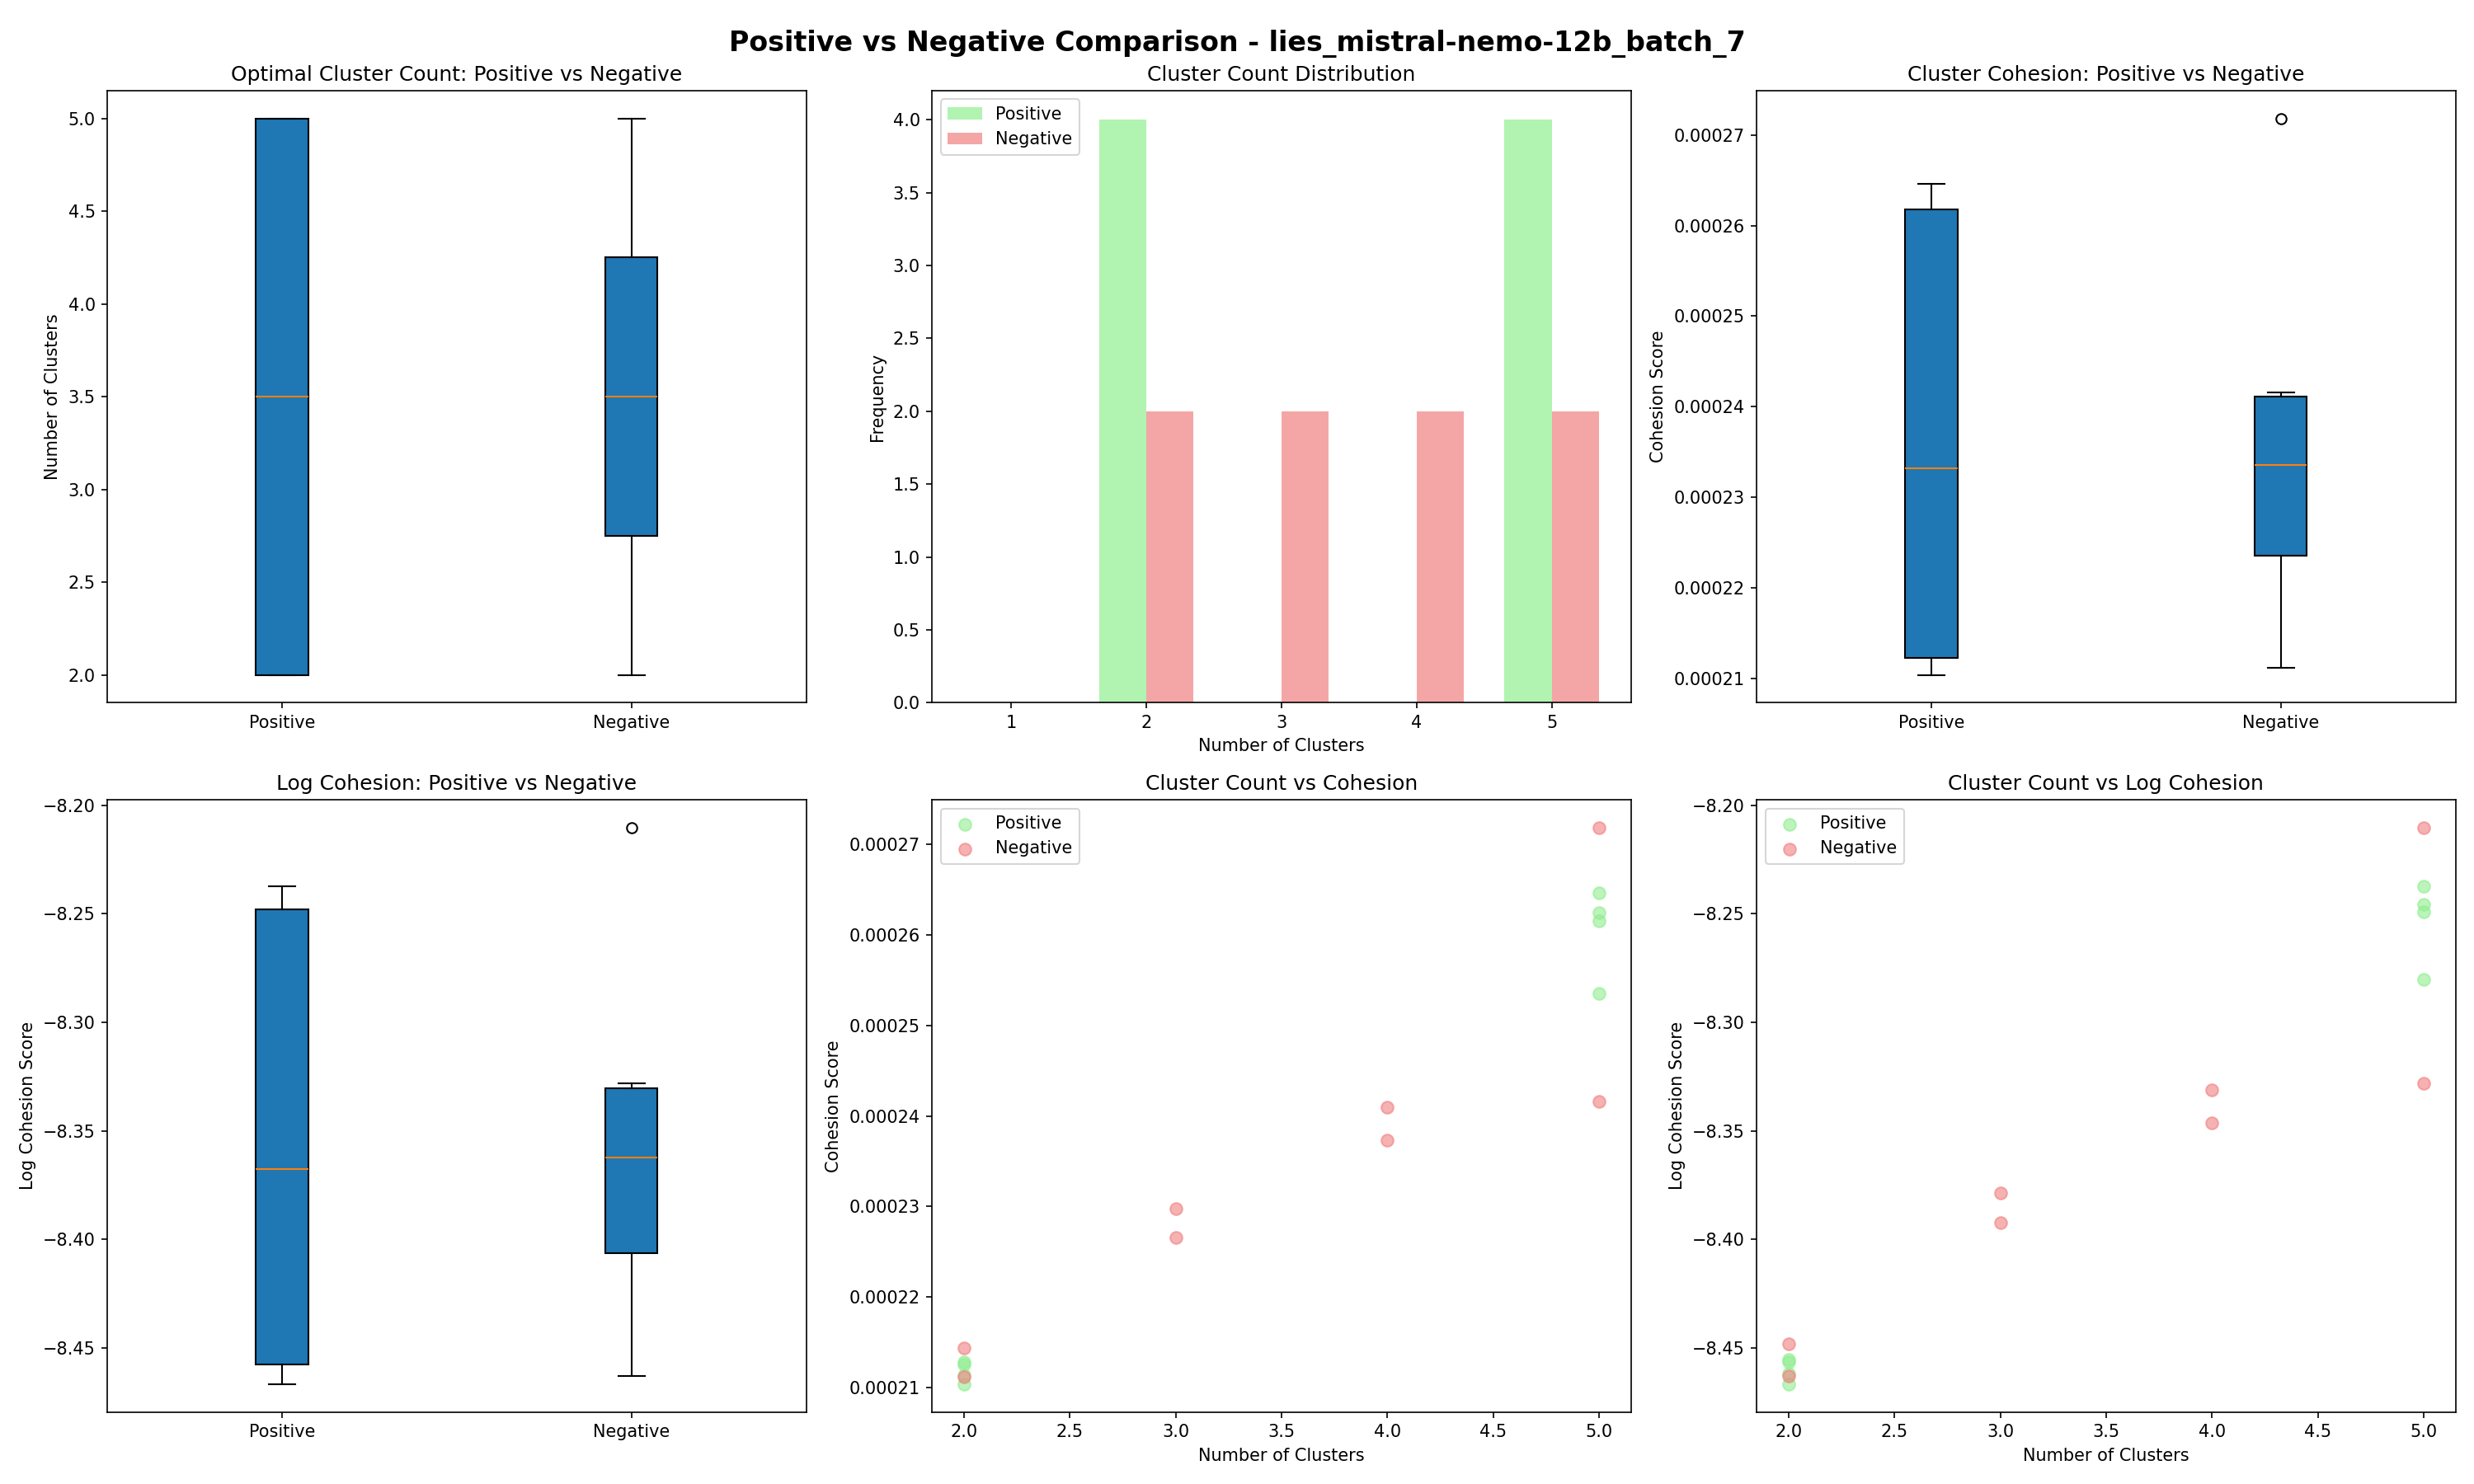 Positive vs Negative Comparison - lies_mistral-nemo-12b_batch_7
Optimal Cluster Count: Positive vs Negative
Number of Clusters
5.0
4.5
4.0
3.5
3.0
2.5
2.0
Positive
Negative
Cluster Count Distribution
Positive
Negative
Frequency
4.0
3.5
3.0
2.5
2.0
1.5
1.0
0.5
0.0
1
2
3
4
5
Number of Clusters
Cluster Cohesion: Positive vs Negative
Cohesion Score
0.00027
0.00026
0.00025
0.00024
0.00023
0.00022
0.00021
Positive
Negative
Log Cohesion: Positive vs Negative
Log Cohesion Score
−8.20
−8.25
−8.30
−8.35
−8.40
−8.45
Positive
Negative
Cluster Count vs Cohesion
Positive
Negative
Cohesion Score
0.00027
0.00026
0.00025
0.00024
0.00023
0.00022
0.00021
2.0
2.5
3.0
3.5
4.0
4.5
5.0
Number of Clusters
Cluster Count vs Log Cohesion
Positive
Negative
Log Cohesion Score
−8.20
−8.25
−8.30
−8.35
−8.40
−8.45
2.0
2.5
3.0
3.5
4.0
4.5
5.0
Number of Clusters